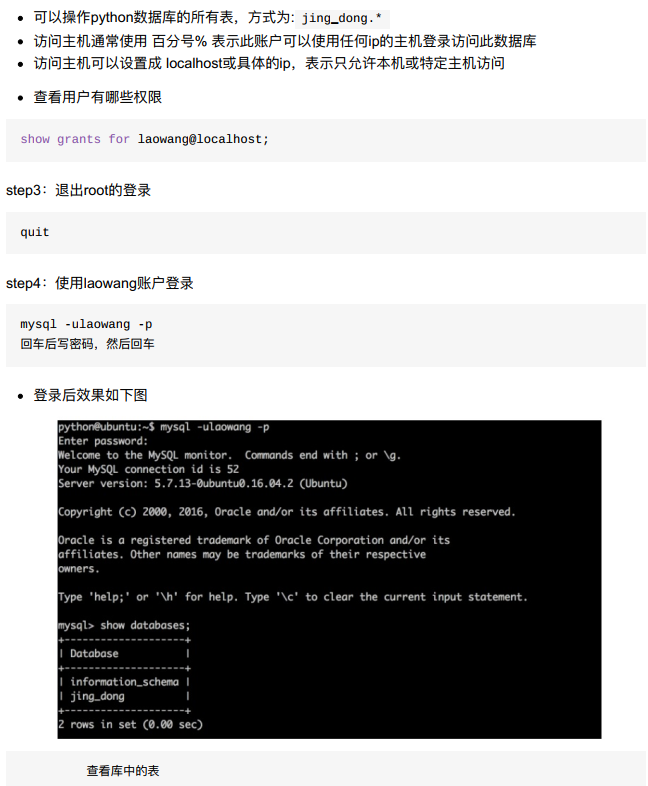 可以操作python数据库的所有表，方式为: jing_dong.*
访问主机通常使用 百分号% 表示此账户可以使用任何ip的主机登录访问此数据库
访问主机可以设置成 localhost或具体的ip，表示只允许本机或特定主机访问
查看用户有哪些权限
show grants for laowang@localhost;
step3：退出root的登录
quit
step4：使用laowang账户登录
mysql -ulaowang -p
回车后写密码，然后回车
登录后效果如下图
python@ubuntu:~$ mysql -ulaowang -p
Enter password:
Welcome to the MySQL monitor.  Commands end with ; or \g.
Your MySQL connection id is 52
Server version: 5.7.13-0ubuntu0.16.04.2 (Ubuntu)
Copyright (c) 2000, 2016, Oracle and/or its affiliates. All rights reserved.
Oracle is a registered trademark of Oracle Corporation and/or its
affiliates. Other names may be trademarks of their respective
owners.
Type 'help;' or '\h' for help. Type '\c' to clear the current input statement.
mysql> show databases;
+--------------------+
| Database           |
+--------------------+
| information_schema |
| jing_dong          |
+--------------------+
2 rows in set (0.00 sec)
查看库中的表